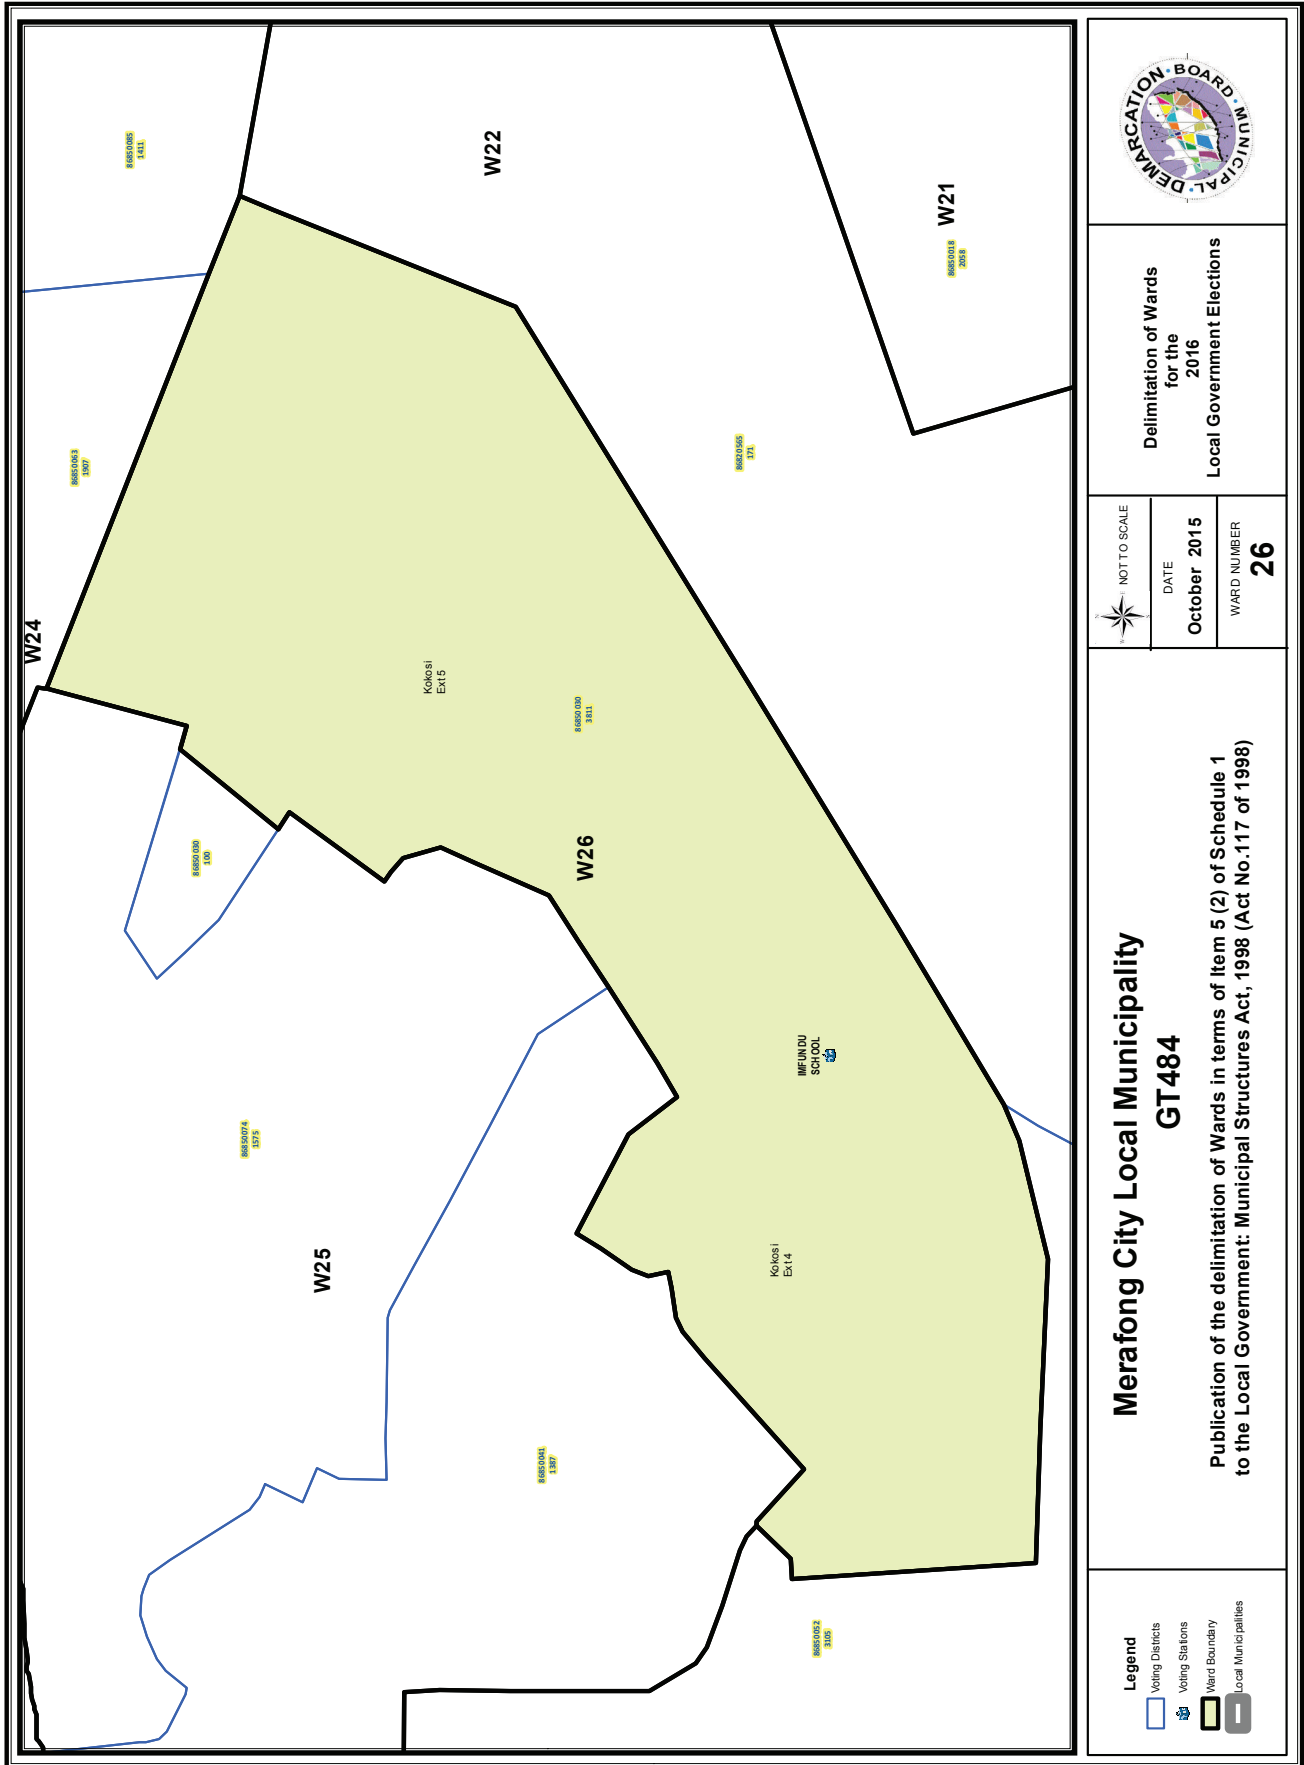 W24
W22
W21
W25
W26
86850085
1411
86850063
1907
86850018
2058
86820565
171
Kokosi
Ext 5
86850030
3811
86850030
100
IMFUNDU
SCHOOL
86850074
1575
Kokosi
Ext 4
86850041
1387
86850052
3105
Legend
Voting Districts
Voting Stations
Ward Boundary
Local Municipalities
Merafong City Local Municipality
GT484
Publication of the delimitation of Wards in terms of Item 5 (2) of Schedule 1
to the Local Government: Municipal Structures Act, 1998 (Act No.117 of 1998)
NOT TO SCALE
DATE
October 2015
WARD NUMBER
26
Delimitation of Wards
for the
2016
Local Government Elections
MUNICIPAL DEMARCATION BOARD